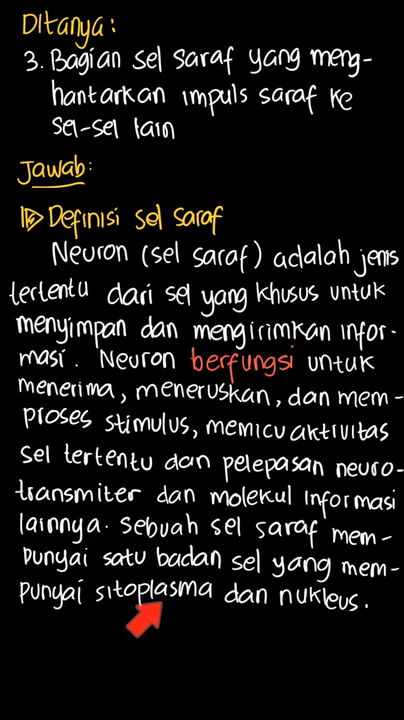 Ditanya:
3. Bagian sel saraf yang meng-
hantarkan impuls saraf ke
sel-sel lain
Jawab:
1 Definisi sel saraf
Neuron (sel saraf) adalah jenis
tertentu dari sel yang khusus untuk
menyimpan dan mengirimkan infor-
masi. Neuron berfungsi untuk
menerima, meneruskan, dan mem-
proses stimulus, memicu aktivitas
sel tertentu dan pelepasan neuro-
transmiter dan molekul informasi
lainnya. Sebuah sel saraf mem-
punyai satu badan sel yang mem-
punyai sitoplasma dan nukleus.